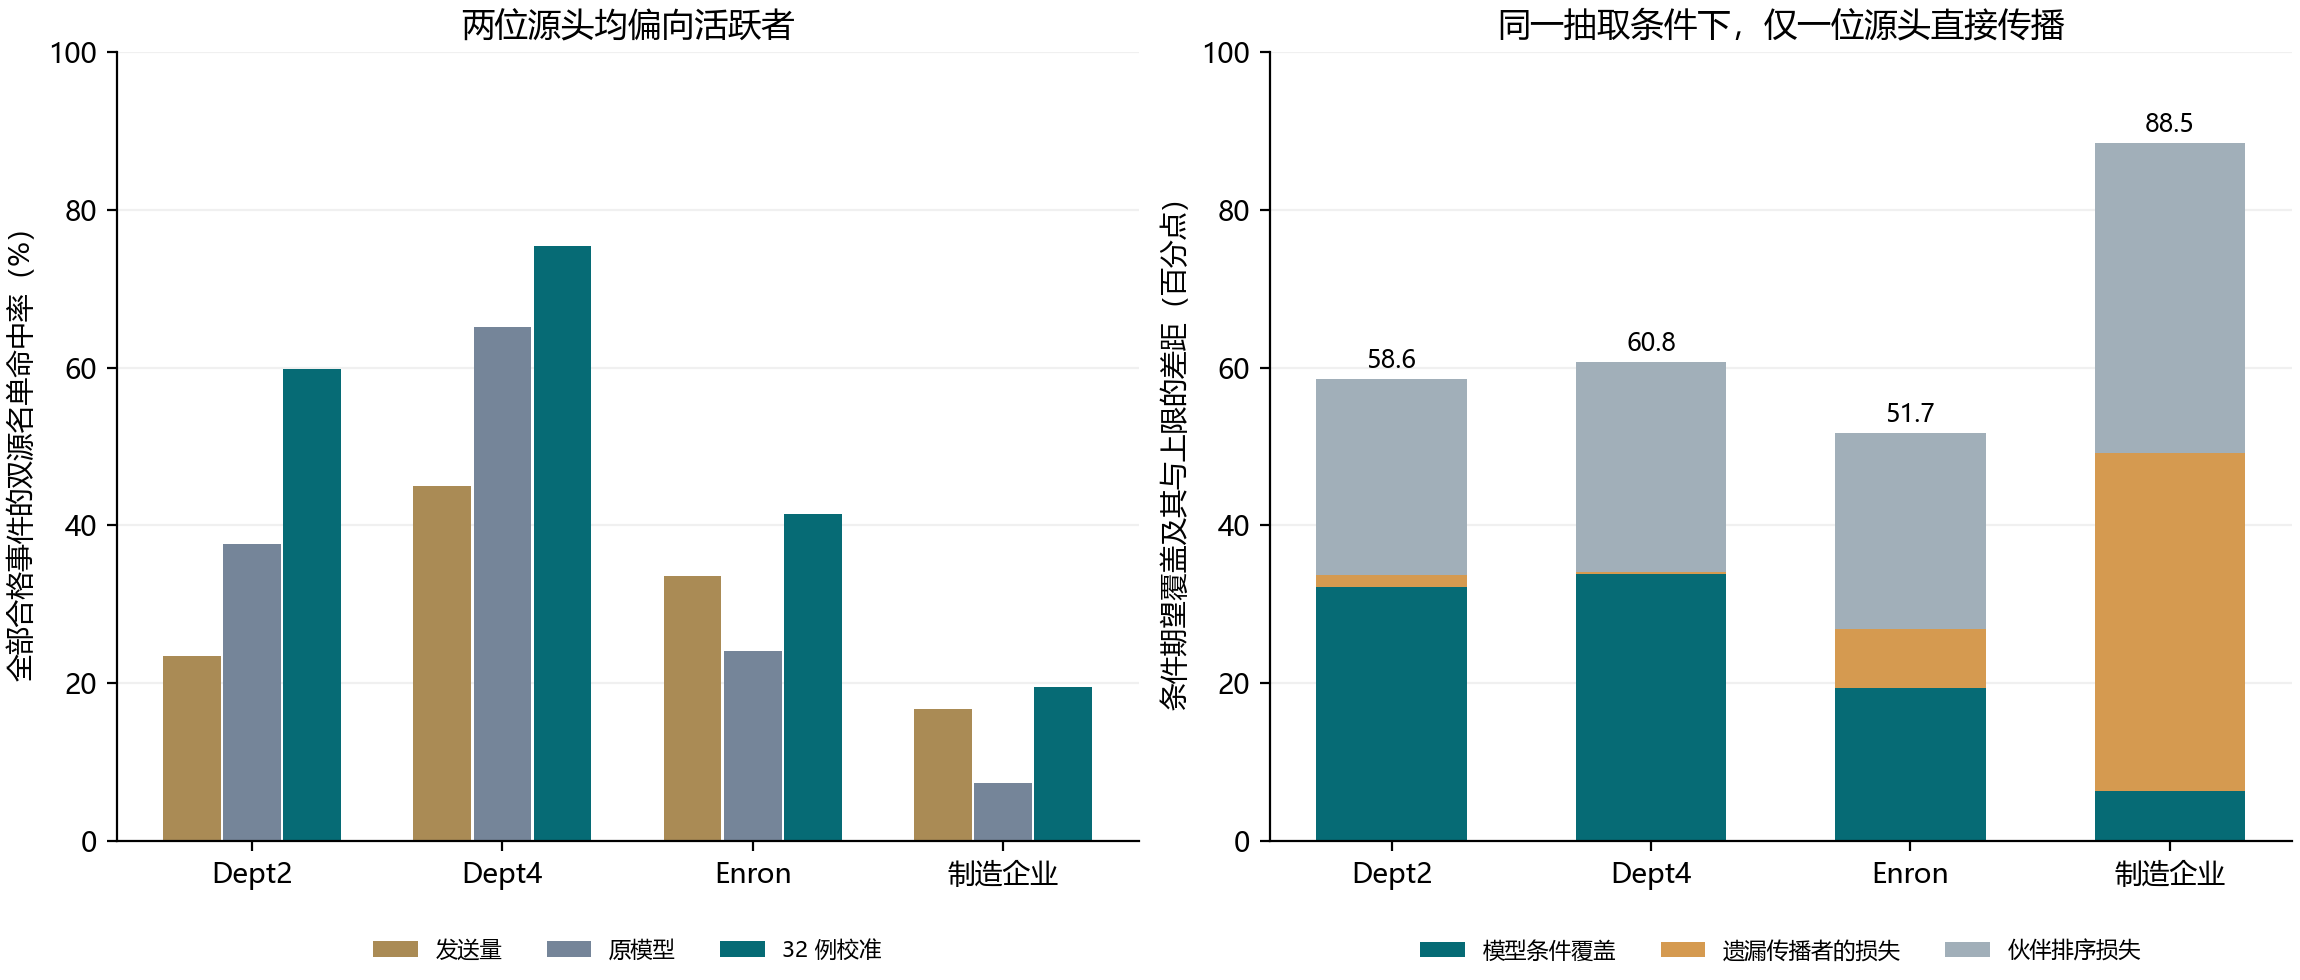 两位源头均偏向活跃者
全部合格事件的双源名单命中率（%）
100
80
60
40
20
0
Dept2
Dept4
Enron
制造企业
发送量
原模型
32 例校准
同一抽取条件下，仅一位源头直接传播
条件期望覆盖及其与上限的差距（百分点）
100
80
60
40
20
0
58.6
60.8
51.7
88.5
Dept2
Dept4
Enron
制造企业
模型条件覆盖
遗漏传播者的损失
伙伴排序损失